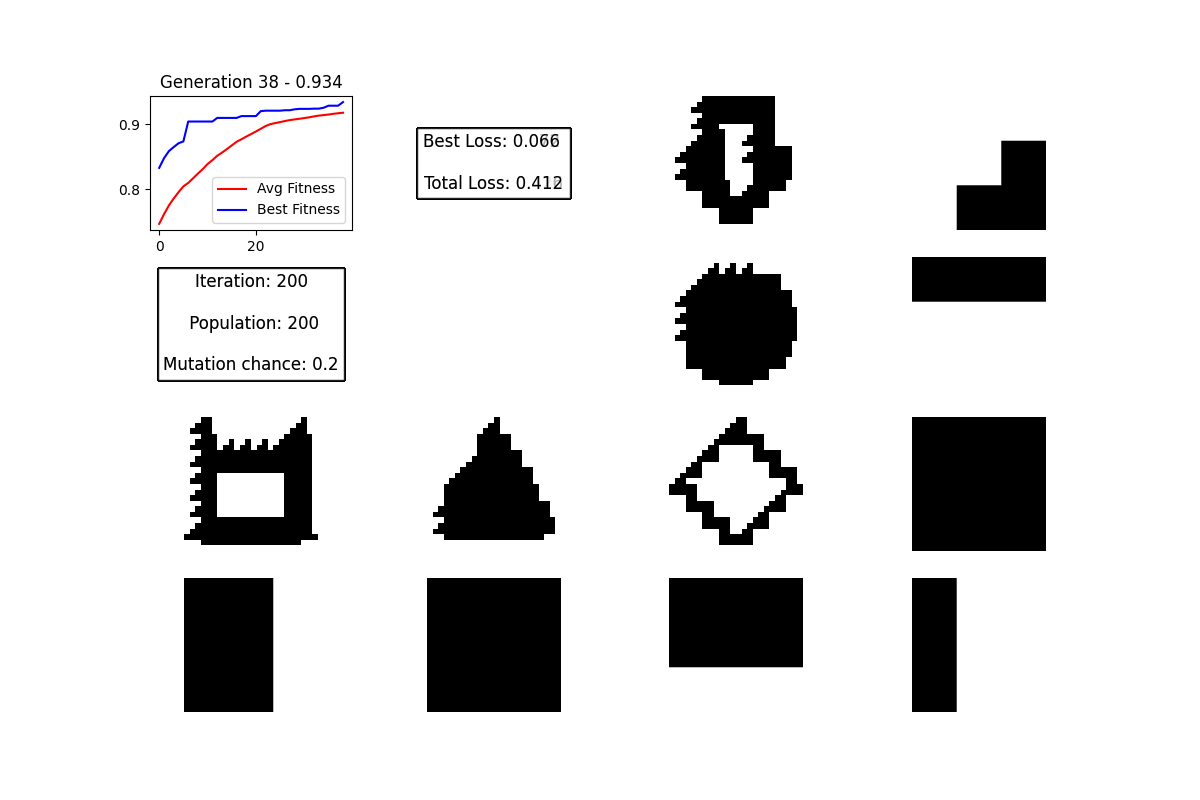 Generation 38 - 0.934
0.9
0.8
Avg Fitness
Best Fitness
0
20
Best Loss: 0.066
Total Loss: 0.412
Iteration: 200
Population: 200
Mutation chance: 0.2